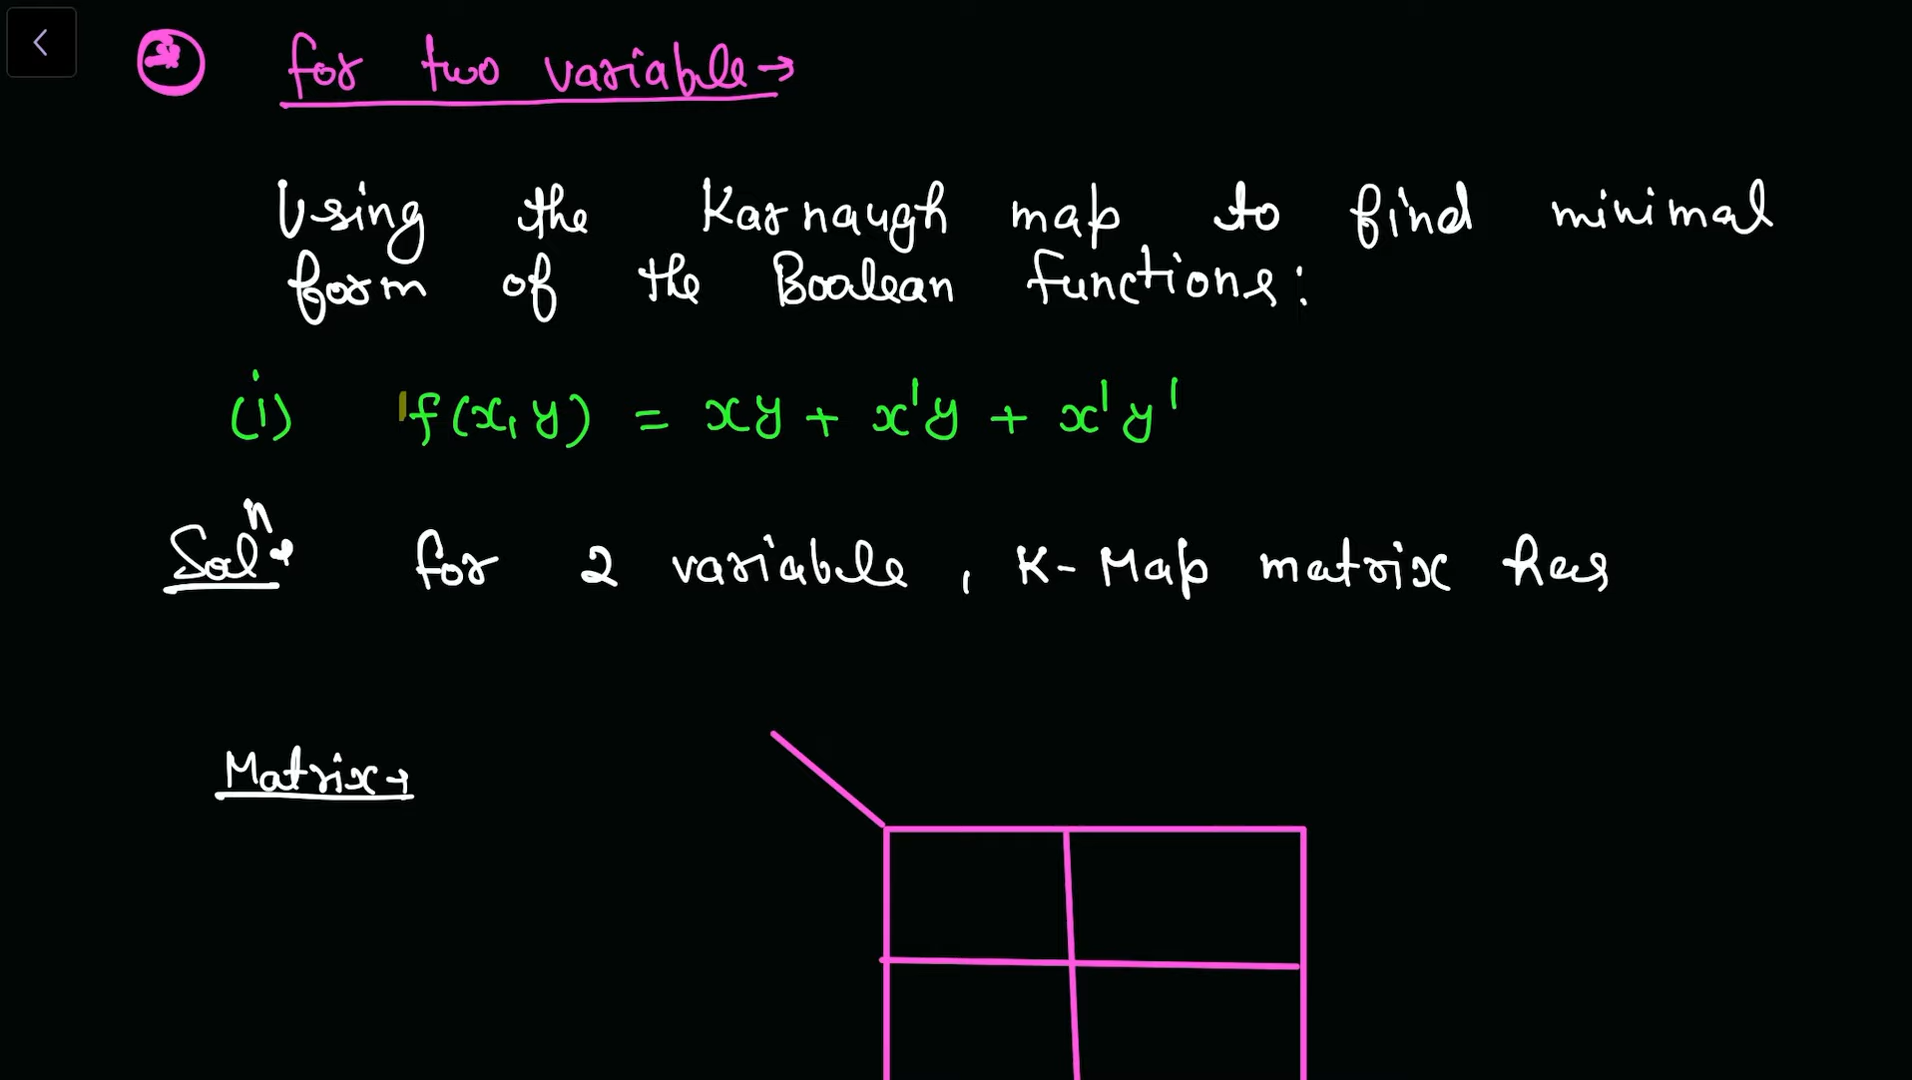 for two variable→
Using the Karnaugh map to find minimal
form of the Boolean functions:
(i) f(x, y) = xy + x'y + x'y'
Solⁿ for 2 variable, K-Map matrix has
Matrix→